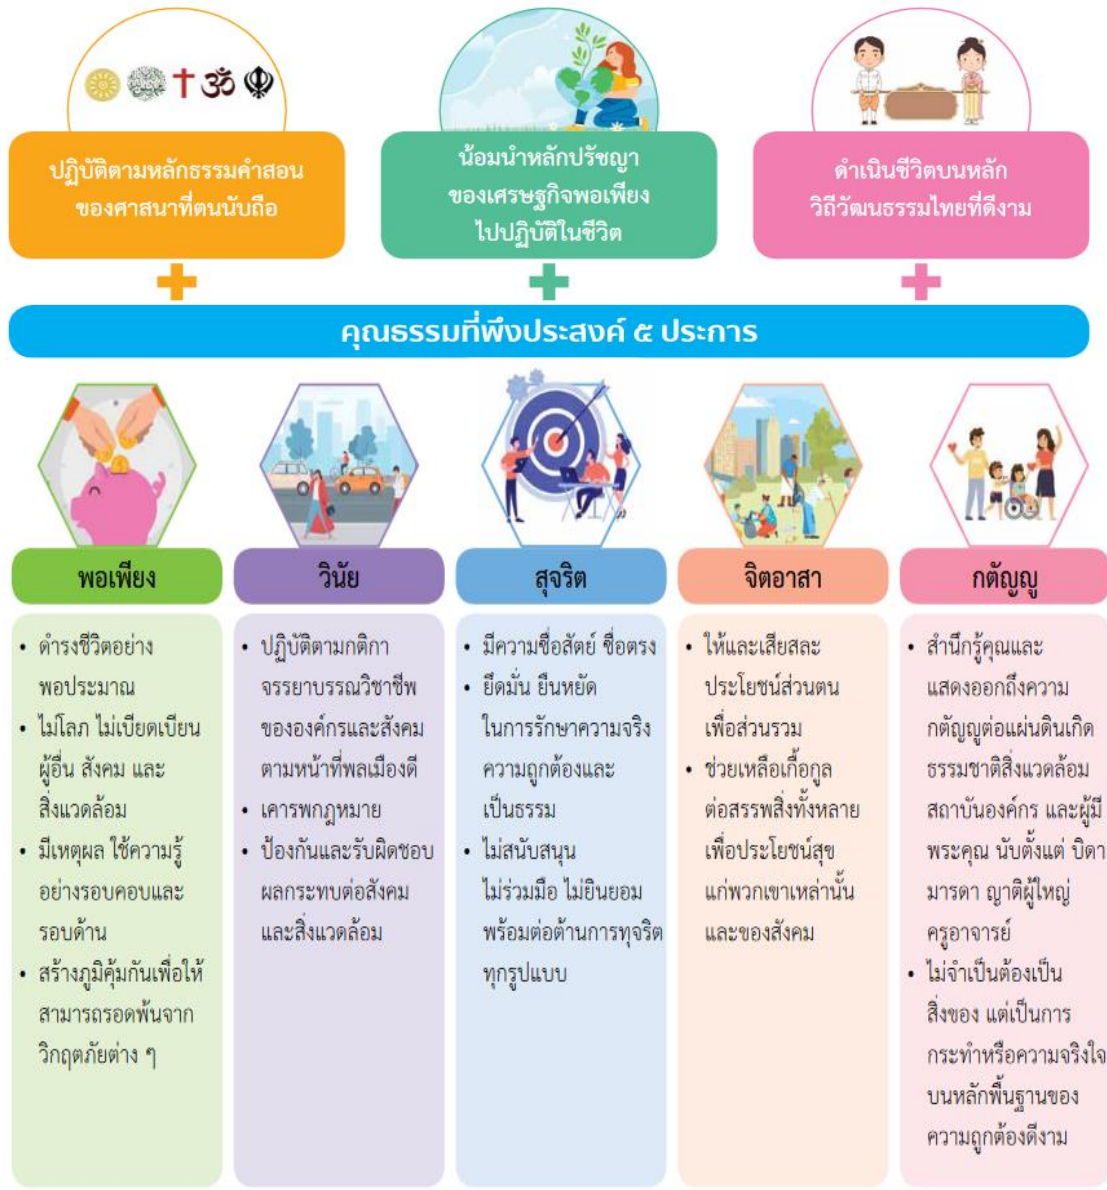 ปฏิบัติตามหลักธรรมคำสอน
ของศาสนาที่ตนนับถือ
น้อมนำหลักปรัชญา
ของเศรษฐกิจพอเพียง
ไปปฏิบัติในชีวิต
ดำเนินชีวิตบนหลัก
วิถีวัฒนธรรมไทยที่ดีงาม
คุณธรรมที่พึงประสงค์ ๕ ประการ
พอเพียง
• ดำรงชีวิตอย่าง
พอประมาณ
• ไม่โลภ ไม่เบียดเบียน
ผู้อื่น สังคม และ
สิ่งแวดล้อม
• มีเหตุผล ใช้ความรู้
อย่างรอบคอบและ
รอบด้าน
• สร้างภูมิคุ้มกันเพื่อให้
สามารถรอดพ้นจาก
วิกฤตภัยต่าง ๆ
วินัย
• ปฏิบัติตามกติกา
จรรยาบรรณวิชาชีพ
ขององค์กรและสังคม
ตามหน้าที่พลเมืองดี
• เคารพกฎหมาย
• ป้องกันและรับผิดชอบ
ผลกระทบต่อสังคม
และสิ่งแวดล้อม
สุจริต
• มีความซื่อสัตย์ ซื่อตรง
• ยึดมั่น ยืนหยัด
ในการรักษาความจริง
ความถูกต้องและ
เป็นธรรม
• ไม่สนับสนุน
ไม่ร่วมมือ ไม่ยินยอม
พร้อมต่อต้านการทุจริต
ทุกรูปแบบ
จิตอาสา
• ให้และเสียสละ
ประโยชน์ส่วนตน
เพื่อส่วนรวม
• ช่วยเหลือเกื้อกูล
ต่อสรรพสิ่งทั้งหลาย
เพื่อประโยชน์สุข
แก่พวกเขาเหล่านั้น
และของสังคม
กตัญญู
• สำนึกรู้คุณและ
แสดงออกถึงความ
กตัญญูต่อแผ่นดินเกิด
ธรรมชาติสิ่งแวดล้อม
สถาบันองค์กร และผู้มี
พระคุณ นับตั้งแต่ บิดา
มารดา ญาติผู้ใหญ่
ครูอาจารย์
• ไม่จำเป็นต้องเป็น
สิ่งของ แต่เป็นการ
กระทำหรือความจริงใจ
บนหลักพื้นฐานของ
ความถูกต้องดีงาม